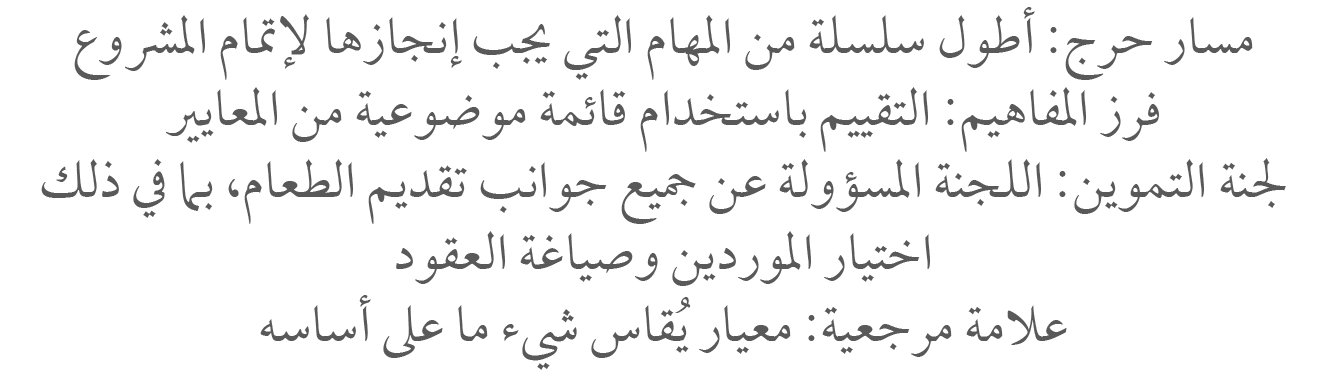 مسار حرج: أطول سلسلة من المهام التي يجب إنجازها لإتمام المشروع
فرز المفاهيم: التقييم باستخدام قائمة موضوعية من المعايير
لجنة التموين: اللجنة المسؤولة عن جميع جوانب تقديم الطعام، بما في ذلك
اختيار الموردين وصياغة العقود
علامة مرجعية: معيار يُقاس شيء ما على أساسه